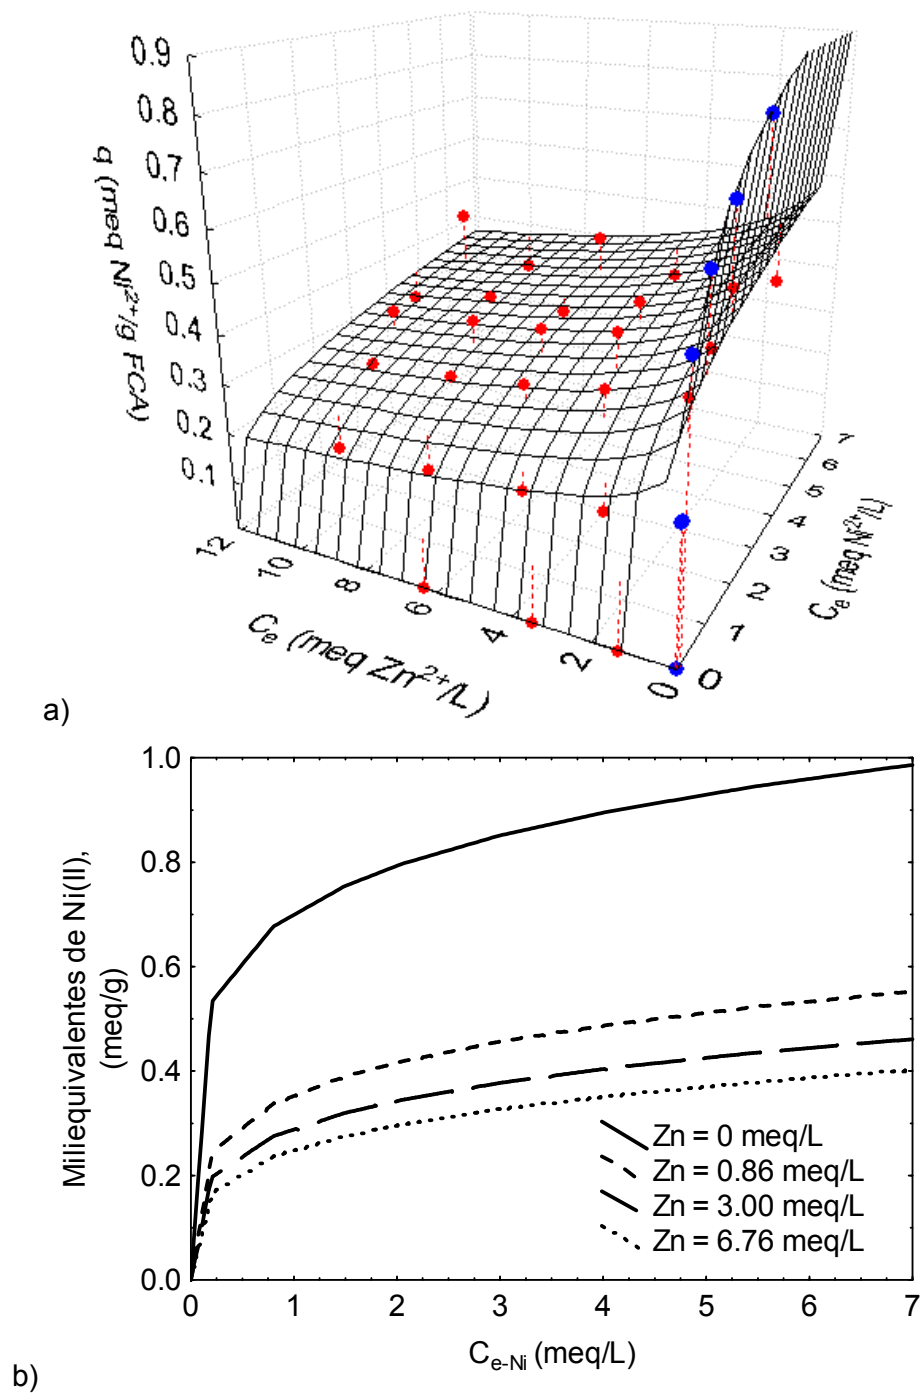 0.9
0.8
0.7
0.6
0.5
0.4
0.3
0.2
0.1
q (meq Ni²⁺/g FCA)
12
10
8
6
4
2
0
C_e (meq Zn²⁺/L)
0
1
2
3
4
5
6
7
C_e (meq Ni²⁺/L)
a)
1.0
0.8
0.6
0.4
0.2
0.0
Miliequivalentes de Ni(II),
(meq/g)
Zn = 0 meq/L
Zn = 0.86 meq/L
Zn = 3.00 meq/L
Zn = 6.76 meq/L
0 1 2 3 4 5 6 7
C_e-Ni (meq/L)
b)